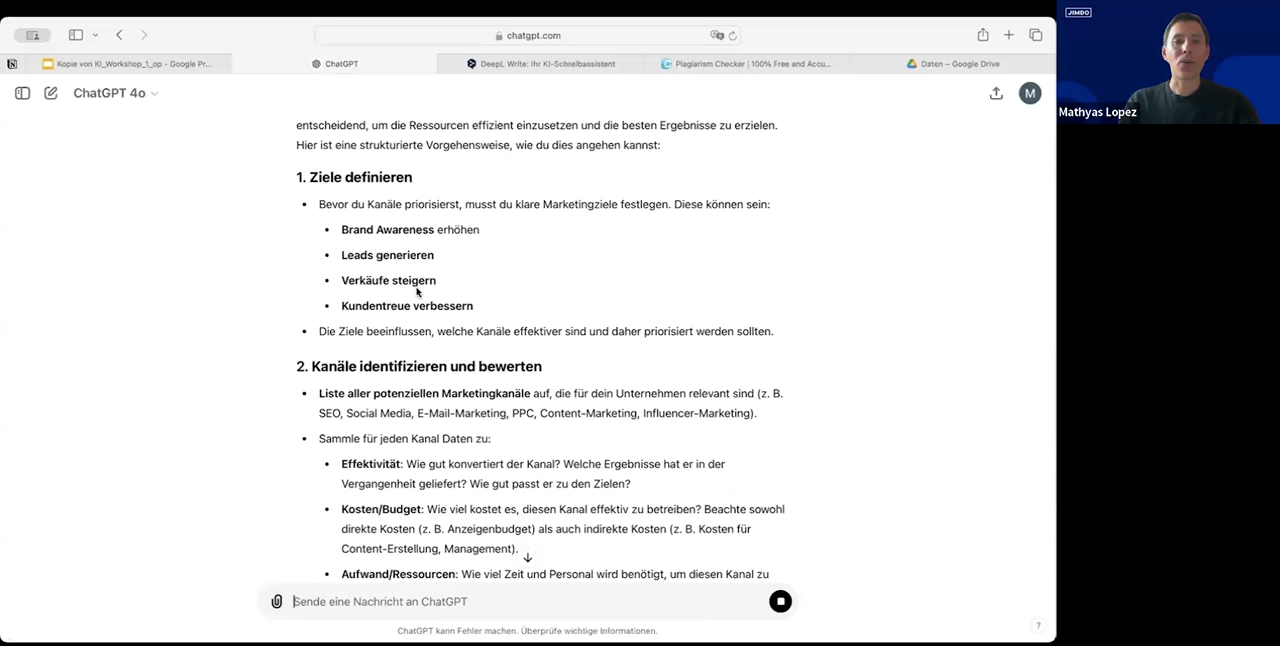 JIMDO
chatgpt.com
Kopie von KI_Workshop_1_op - Google Pr...
ChatGPT
DeepL Write: Ihr KI-Schreibassistent
Plagiarism Checker | 100% Free and Accu...
Daten – Google Drive
ChatGPT 4o
M
Mathyas Lopez
entscheidend, um die Ressourcen effizient einzusetzen und die besten Ergebnisse zu erzielen.
Hier ist eine strukturierte Vorgehensweise, wie du dies angehen kannst:
1. Ziele definieren
• Bevor du Kanäle priorisierst, musst du klare Marketingziele festlegen. Diese können sein:
• Brand Awareness erhöhen
• Leads generieren
• Verkäufe steigern
• Kundentreue verbessern
• Die Ziele beeinflussen, welche Kanäle effektiver sind und daher priorisiert werden sollten.
2. Kanäle identifizieren und bewerten
• Liste aller potenziellen Marketingkanäle auf, die für dein Unternehmen relevant sind (z. B.
SEO, Social Media, E-Mail-Marketing, PPC, Content-Marketing, Influencer-Marketing).
• Sammle für jeden Kanal Daten zu:
• Effektivität: Wie gut konvertiert der Kanal? Welche Ergebnisse hat er in der
Vergangenheit geliefert? Wie gut passt er zu den Zielen?
• Kosten/Budget: Wie viel kostet es, diesen Kanal effektiv zu betreiben? Beachte sowohl
direkte Kosten (z. B. Anzeigenbudget) als auch indirekte Kosten (z. B. Kosten für
Content-Erstellung, Management).
• Aufwand/Ressourcen: Wie viel Zeit und Personal wird benötigt, um diesen Kanal zu
Sende eine Nachricht an ChatGPT
ChatGPT kann Fehler machen. Überprüfe wichtige Informationen.
?